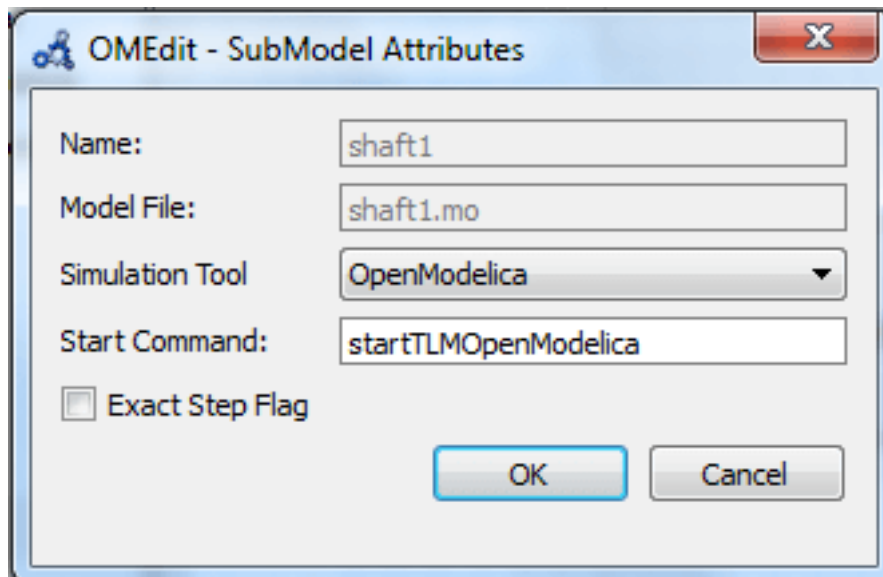 OMEdit - SubModel Attributes
Name: shaft1
Model File: shaft1.mo
Simulation Tool OpenModelica
Start Command: startTLMOpenModelica
Exact Step Flag
OK Cancel